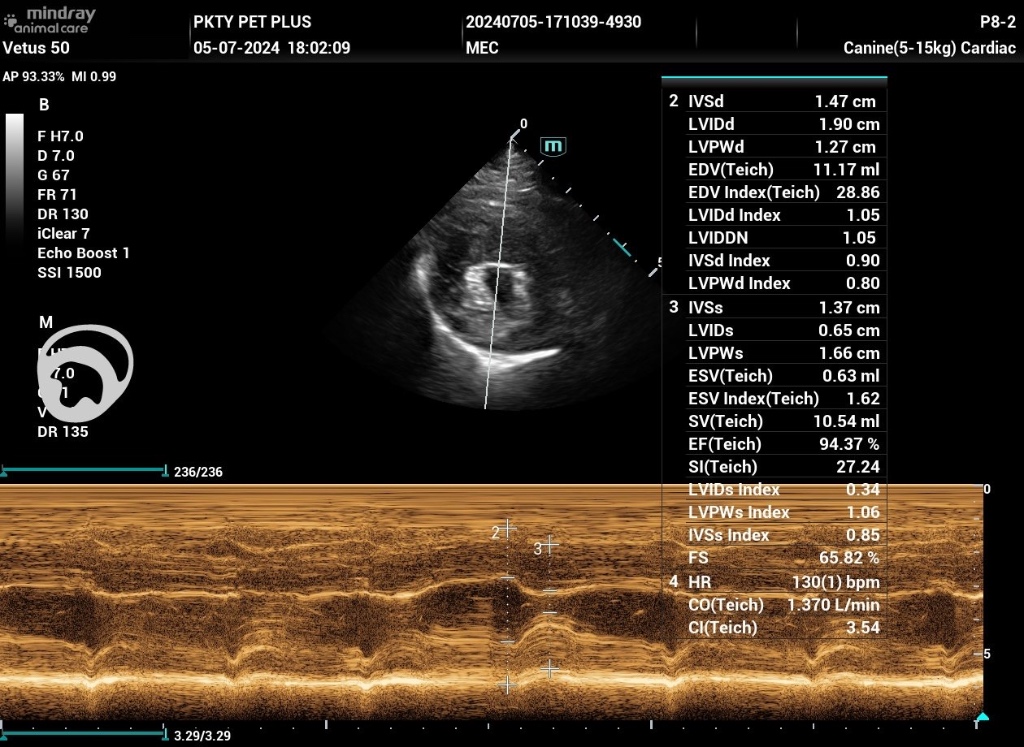 mindray
animalcare
Vetus 50
PKTY PET PLUS
05-07-2024 18:02:09
20240705-171039-4930
MEC
P8-2
Canine(5-15kg) Cardiac
AP 93.33% MI 0.99
B
F H7.0
D 7.0
G 67
FR 71
DR 130
iClear 7
Echo Boost 1
SSI 1500
M
7.0
V
DR 135
236/236
0
m
5
2 IVSd 1.47 cm
LVIDd 1.90 cm
LVPWd 1.27 cm
EDV(Teich) 11.17 ml
EDV Index(Teich) 28.86
LVIDd Index 1.05
LVIDDN 1.05
IVSd Index 0.90
LVPWd Index 0.80
3 IVSs 1.37 cm
LVIDs 0.65 cm
LVPWs 1.66 cm
ESV(Teich) 0.63 ml
ESV Index(Teich) 1.62
SV(Teich) 10.54 ml
EF(Teich) 94.37 %
SI(Teich) 27.24
LVIDs Index 0.34
LVPWs Index 1.06
IVSs Index 0.85
FS 65.82 %
4 HR 130(1) bpm
CO(Teich) 1.370 L/min
CI(Teich) 3.54
0
2
3
5
3.29/3.29